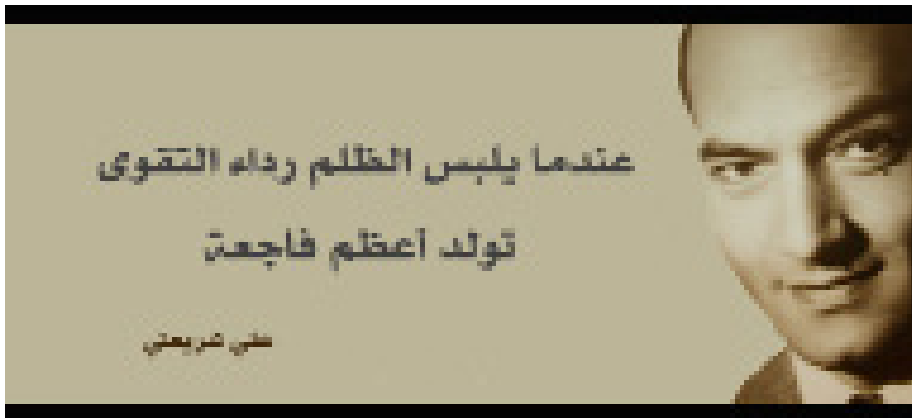 عندما يلبس الظلم رداء التقوى
تولد أعظم فاجعة
علي شريعتي